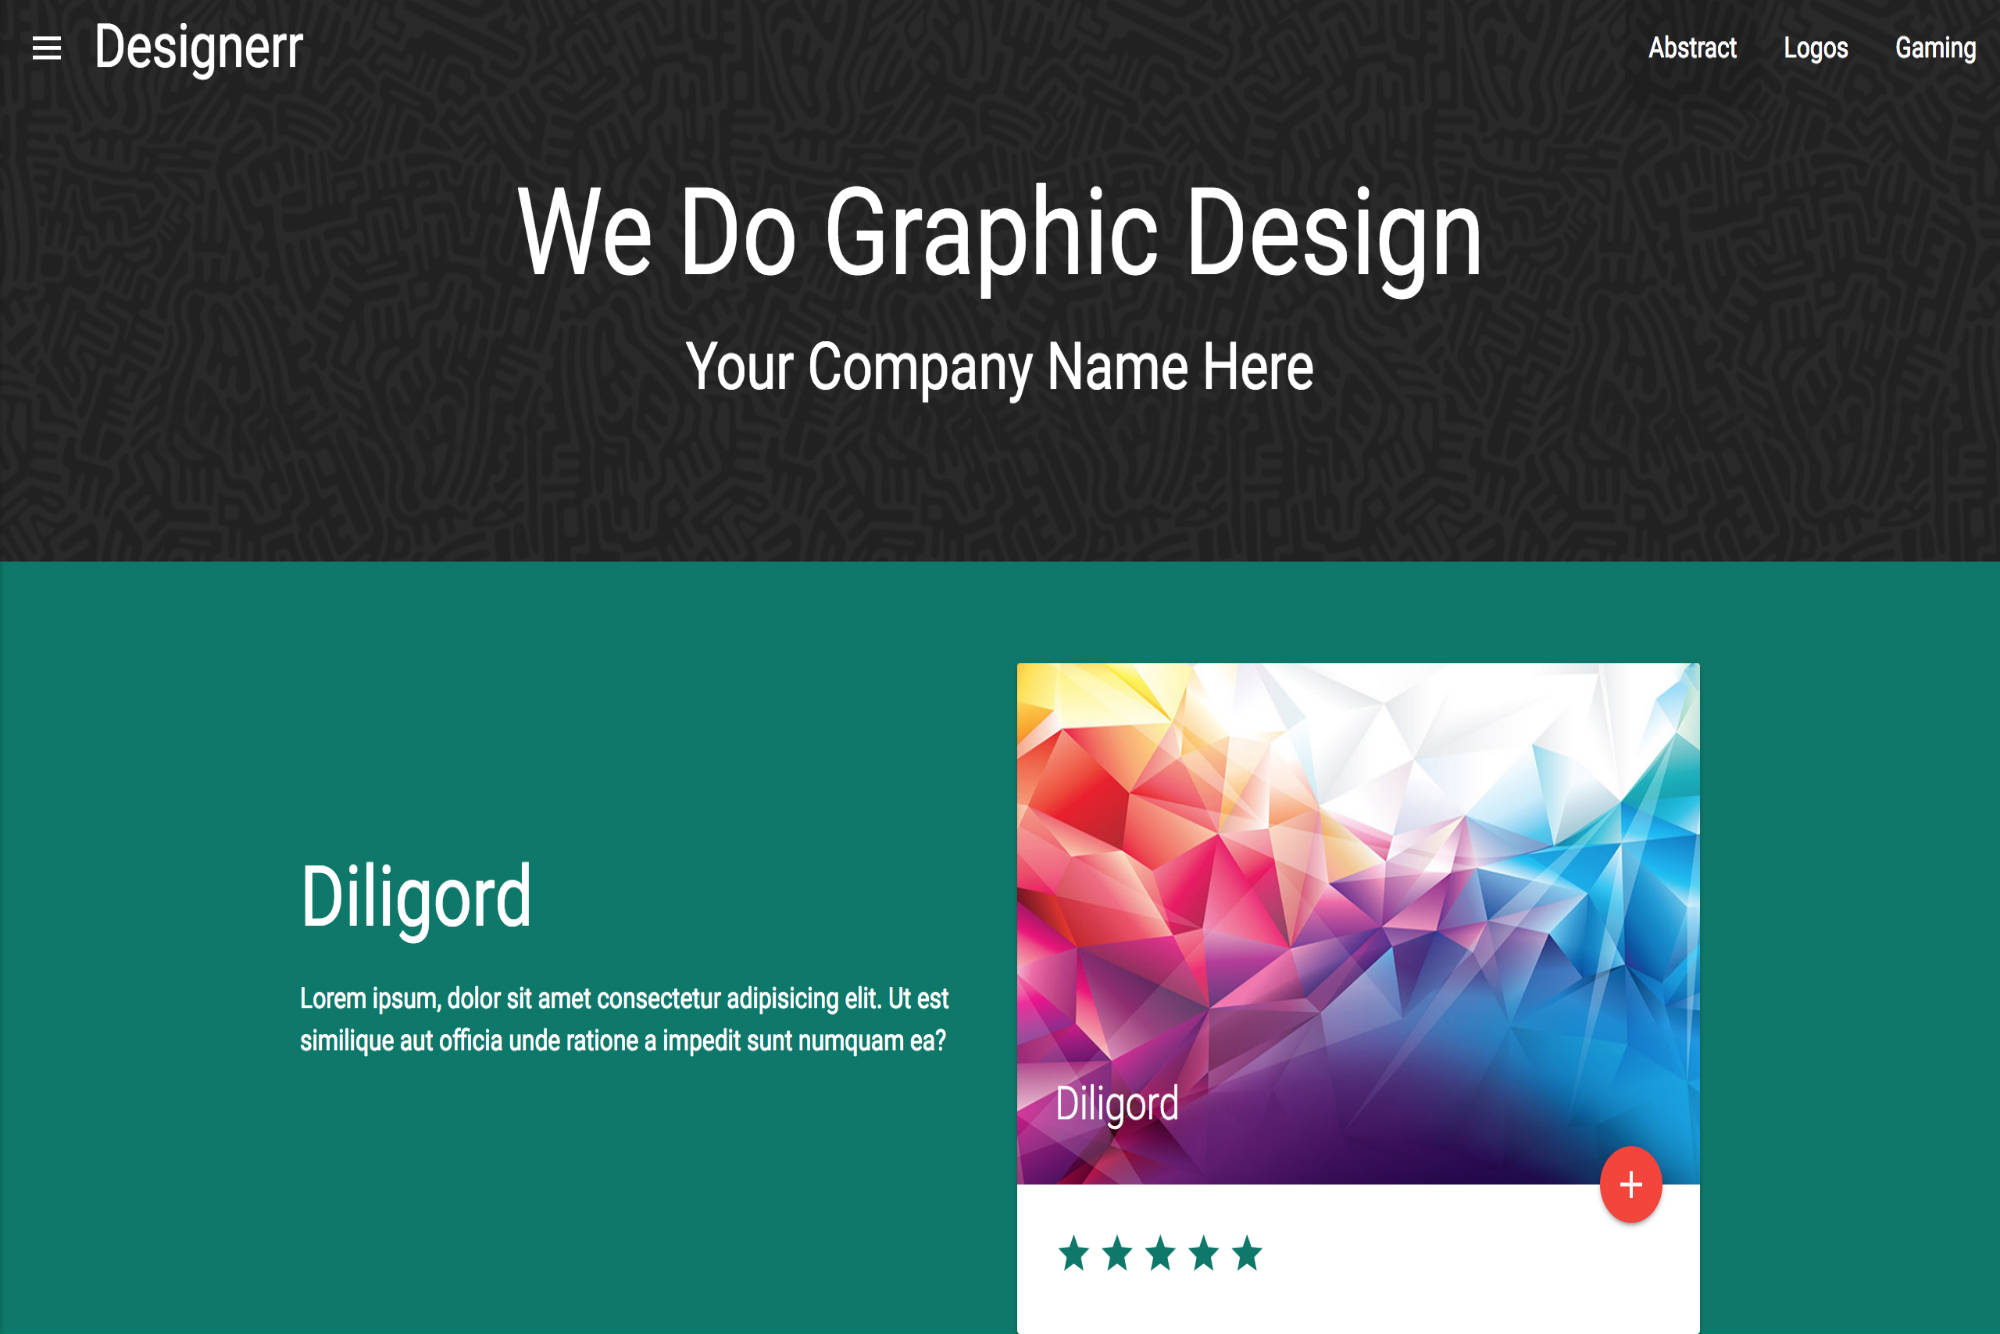 Designerr
Abstract
Logos
Gaming
We Do Graphic Design
Your Company Name Here
Diligord
Lorem ipsum, dolor sit amet consectetur adipisicing elit. Ut est
similique aut officia unde ratione a impedit sunt numquam ea?
Diligord